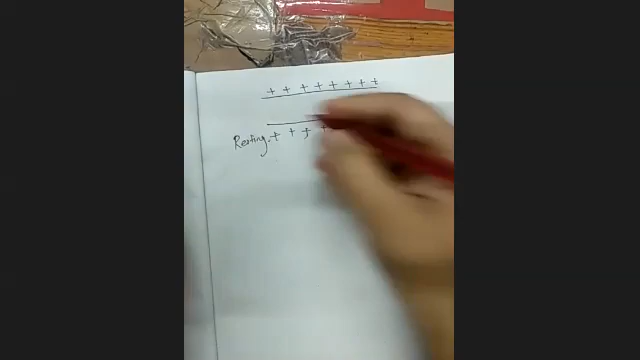 + + + + + + + +
Resting + + + +